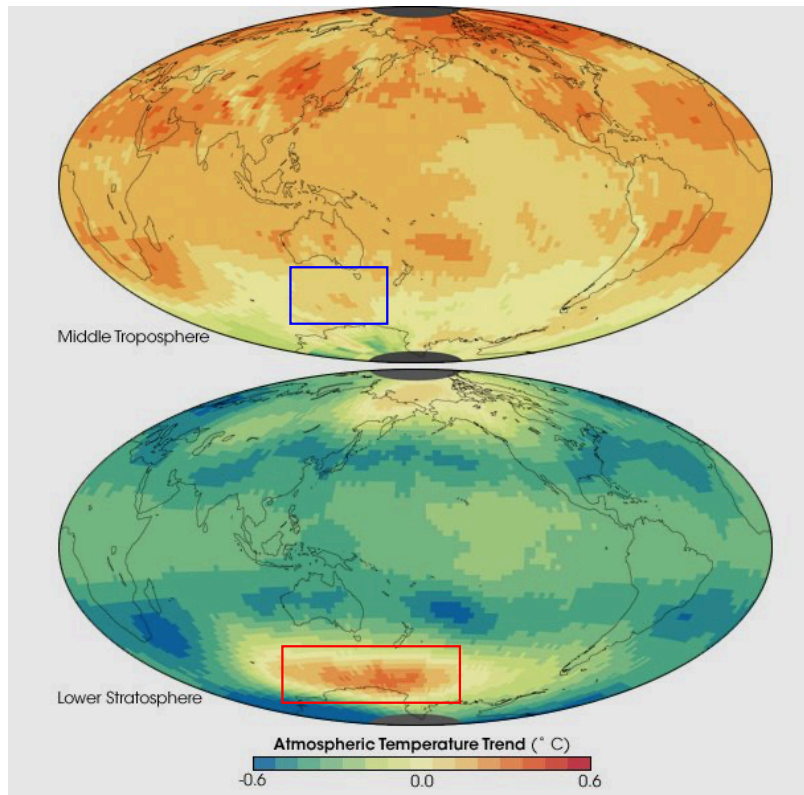 Middle Troposphere
Lower Stratosphere
Atmospheric Temperature Trend (° C)
-0.6 0.0 0.6